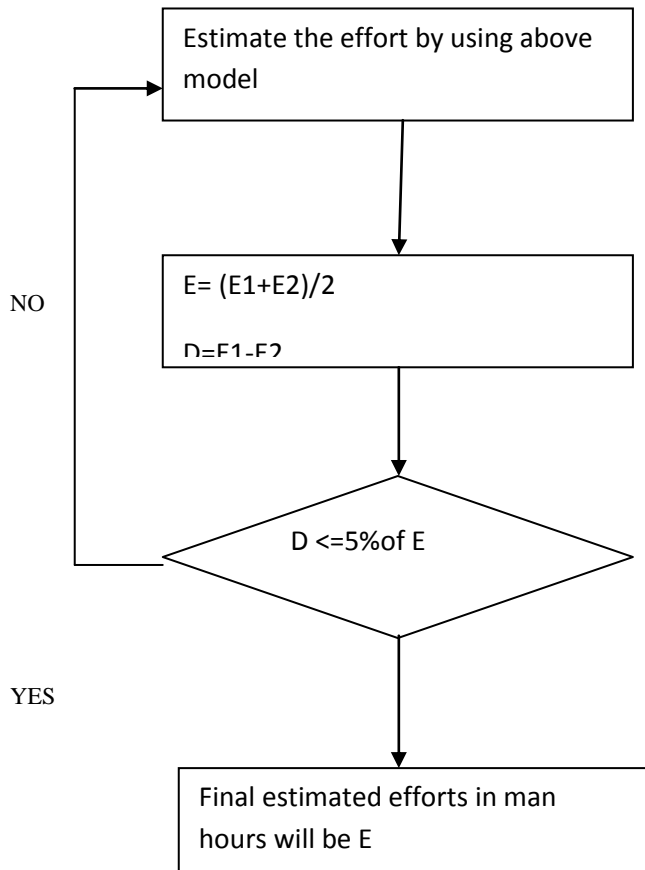 Estimate the effort by using above
model
E= (E1+E2)/2
NO
D=E1-E2
D <=5%of E
YES
Final estimated efforts in man
hours will be E